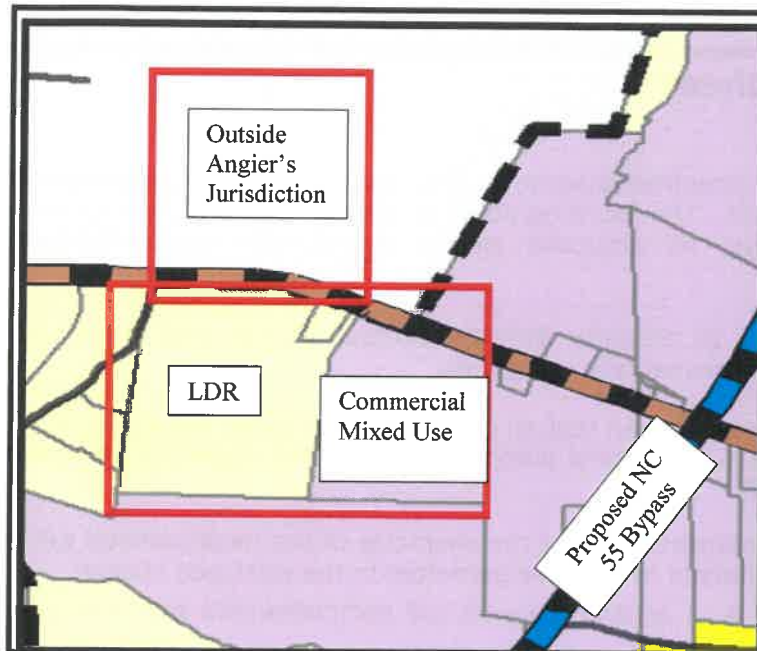 Outside
Angier's
Jurisdiction
LDR
Commercial
Mixed Use
Proposed NC
55 Bypass